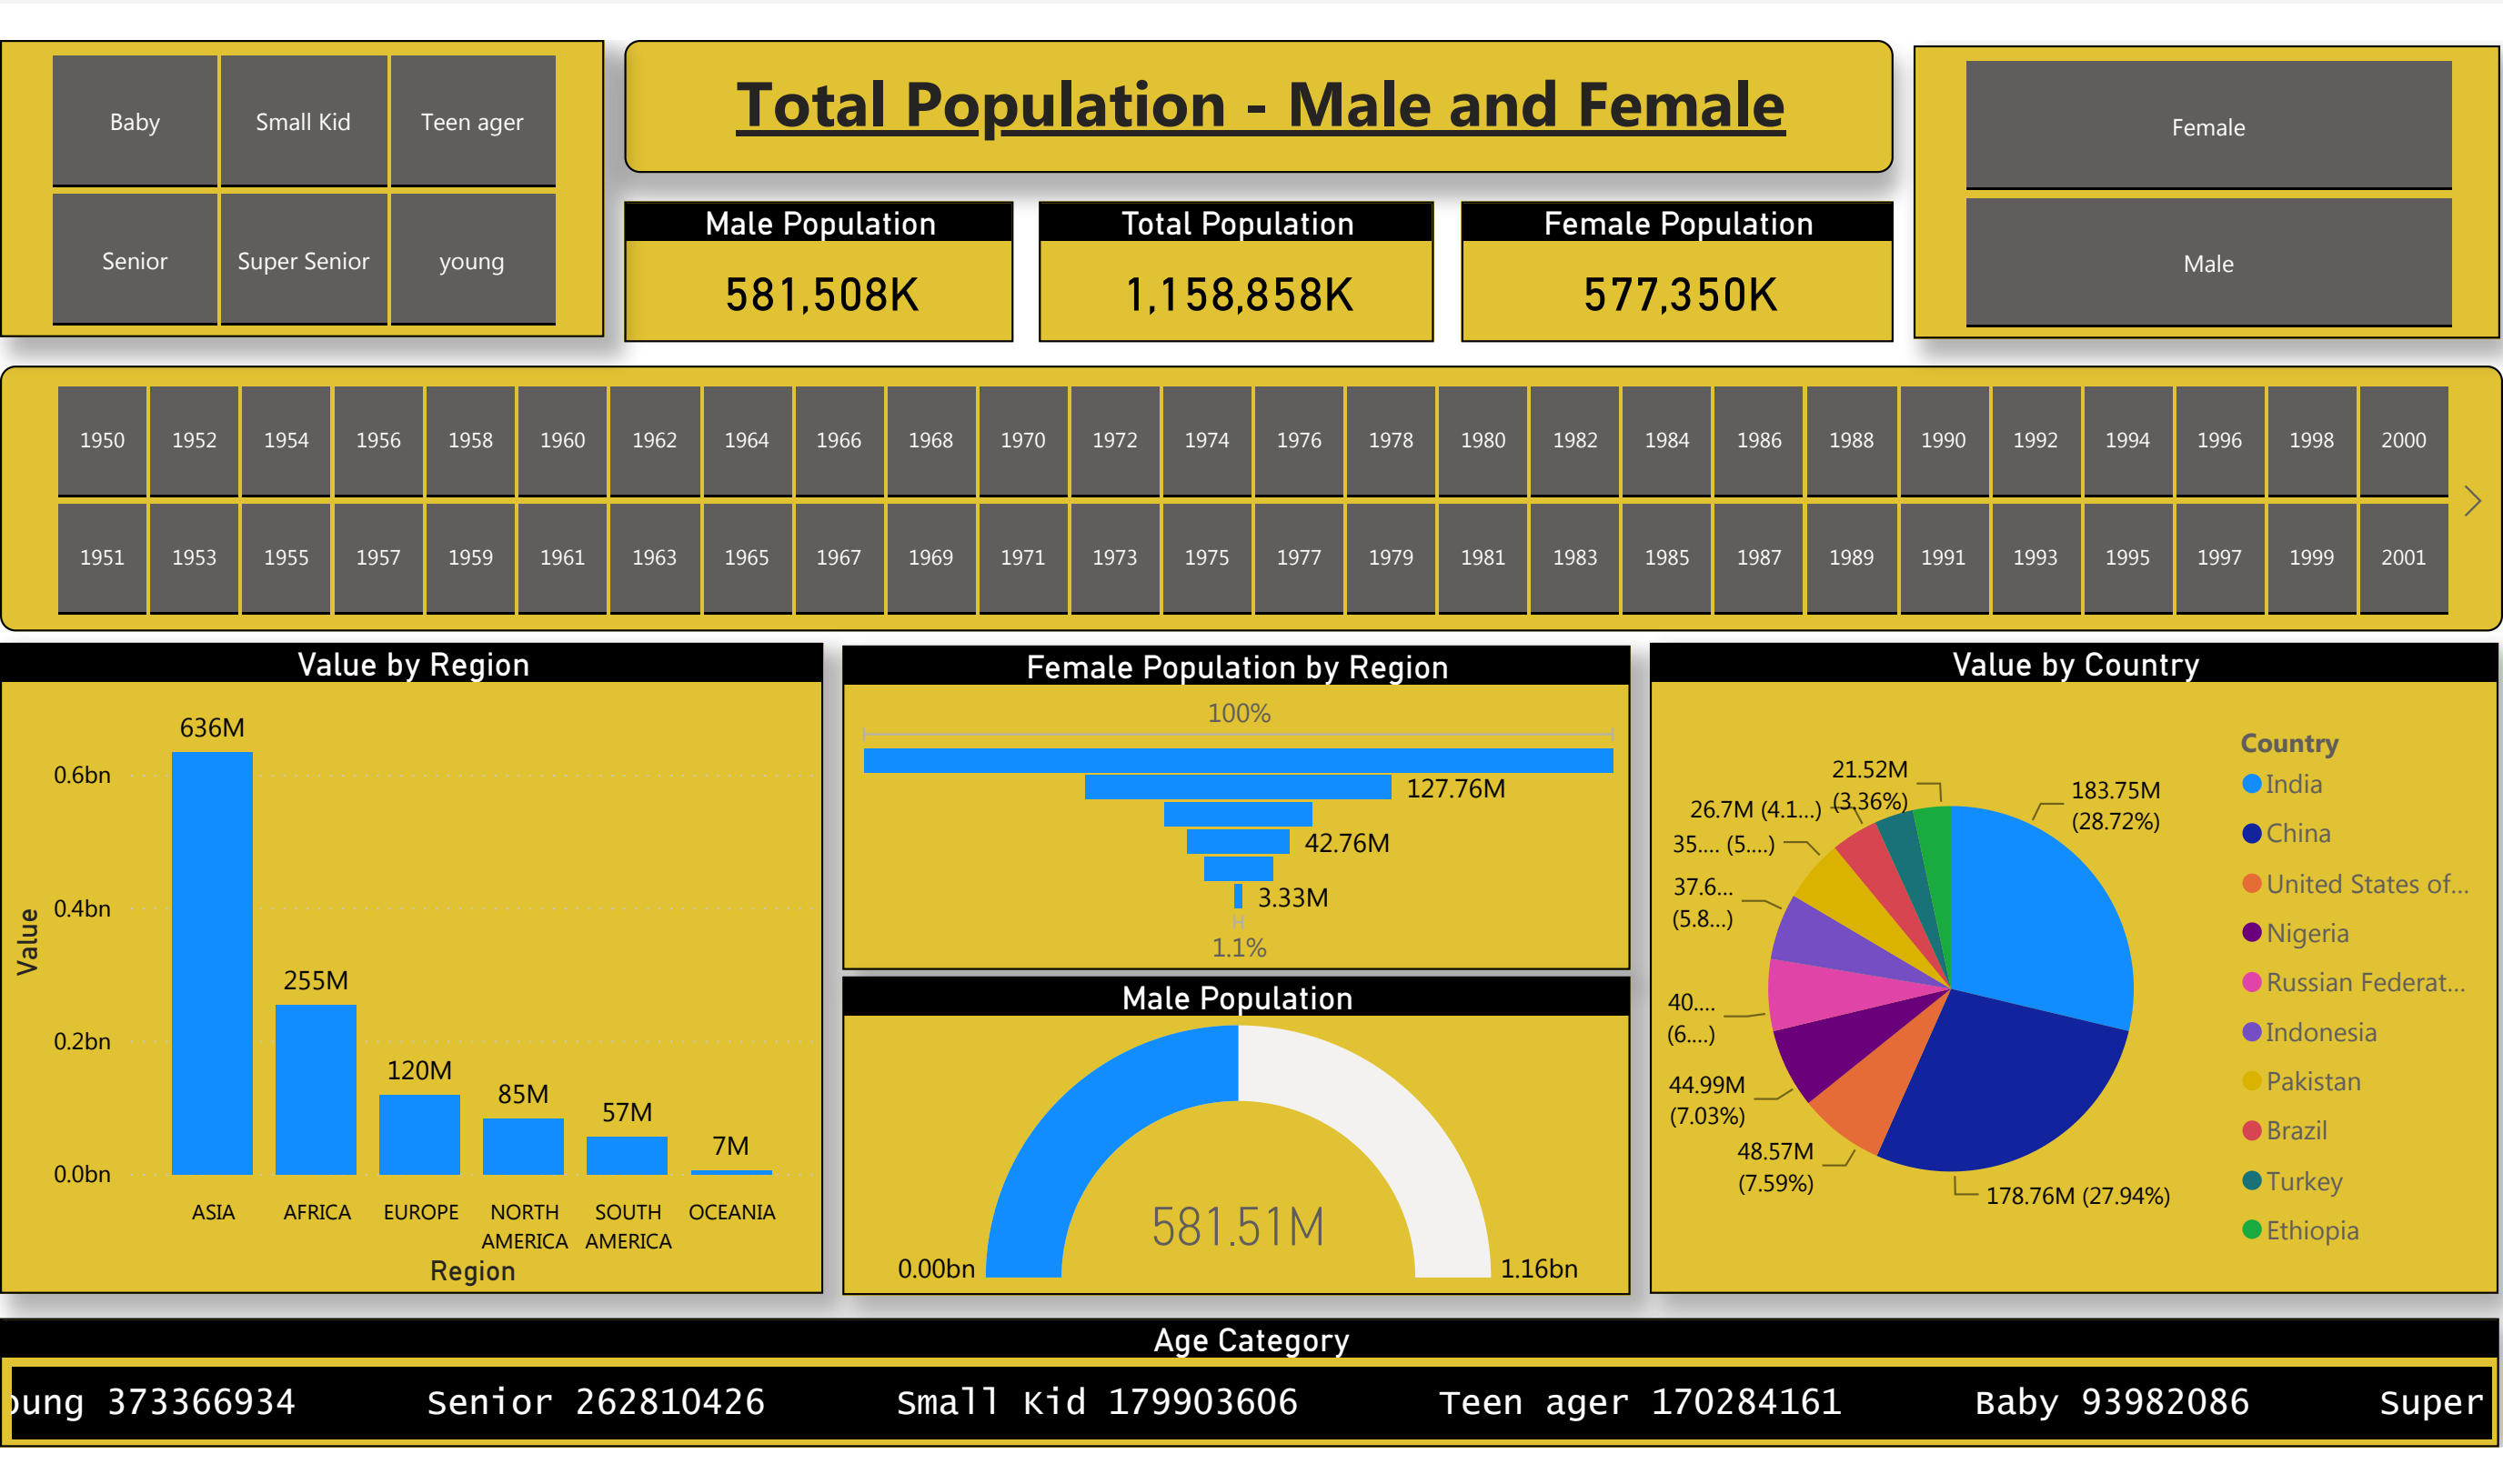 Baby
Small Kid
Teen ager
Senior
Super Senior
young
Total Population - Male and Female
Female
Male
Male Population
581,508K
Total Population
1,158,858K
Female Population
577,350K
1950 1952 1954 1956 1958 1960 1962 1964 1966 1968 1970 1972 1974 1976 1978 1980 1982 1984 1986 1988 1990 1992 1994 1996 1998 2000
1951 1953 1955 1957 1959 1961 1963 1965 1967 1969 1971 1973 1975 1977 1979 1981 1983 1985 1987 1989 1991 1993 1995 1997 1999 2001
Value by Region
636M
0.6bn
255M
0.4bn
120M
0.2bn
85M
57M
7M
0.0bn
Value
ASIA
AFRICA
EUROPE
NORTH
AMERICA
SOUTH
AMERICA
OCEANIA
Region
Female Population by Region
100%
127.76M
42.76M
3.33M
1.1%
Male Population
581.51M
0.00bn
1.16bn
Value by Country
21.52M
(3.36%)
183.75M
(28.72%)
26.7M (4.1...)
35.... (5....)
37.6...
(5.8...)
40....
(6....)
44.99M
(7.03%)
48.57M
(7.59%)
178.76M (27.94%)
Country
India
China
United States of...
Nigeria
Russian Federat...
Indonesia
Pakistan
Brazil
Turkey
Ethiopia
Age Category
oung 373366934 Senior 262810426 Small Kid 179903606 Teen ager 170284161 Baby 93982086 Super